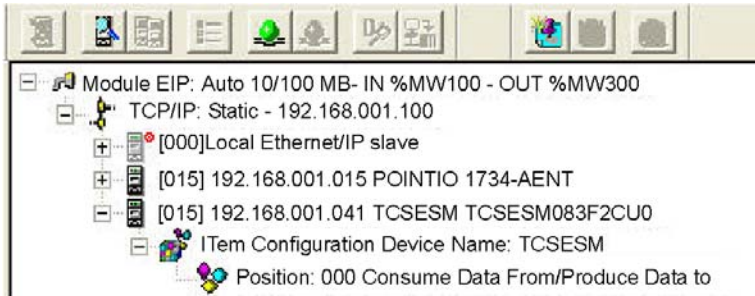 Module EIP: Auto 10/100 MB- IN %MW100 - OUT %MW300
TCP/IP: Static - 192.168.001.100
[000]Local Ethernet/IP slave
[015] 192.168.001.015 POINTIO 1734-AENT
[015] 192.168.001.041 TCSESM TCSESM083F2CU0
ITem Configuration Device Name: TCSESM
Position: 000 Consume Data From/Produce Data to